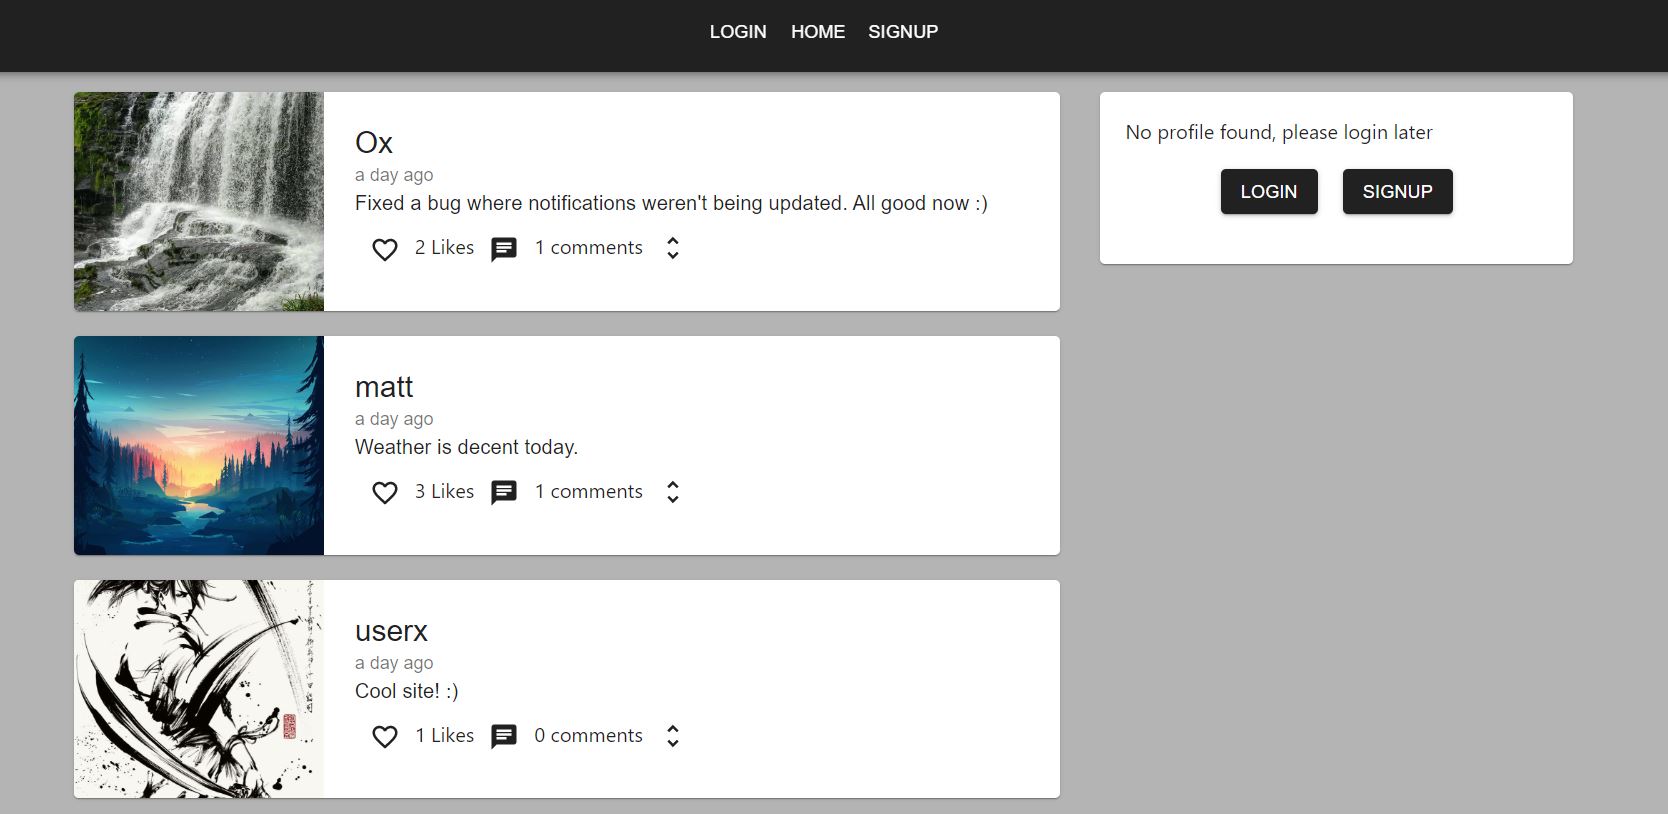 LOGIN HOME SIGNUP
Ox
a day ago
Fixed a bug where notifications weren't being updated. All good now :)
2 Likes 1 comments
matt
a day ago
Weather is decent today.
3 Likes 1 comments
userx
a day ago
Cool site! :)
1 Likes 0 comments
No profile found, please login later
LOGIN SIGNUP